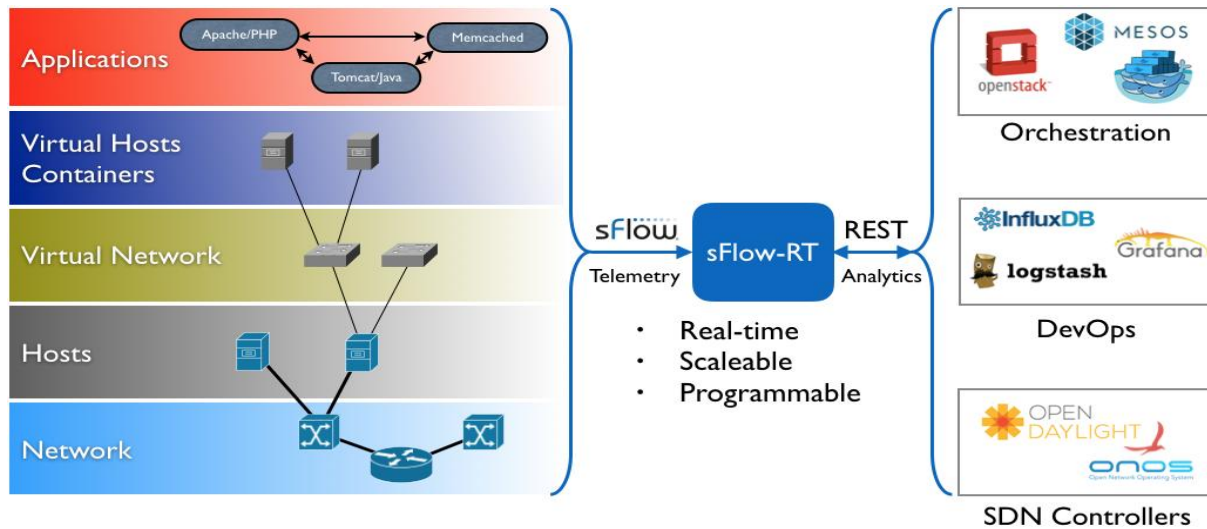 Applications
Apache/PHP
Memcached
Tomcat/Java
Virtual Hosts
Containers
Virtual Network
Hosts
Network
sFlow
Telemetry
sFlow-RT
REST
Analytics
· Real-time
· Scaleable
· Programmable
openstack™
MESOS
Orchestration
InfluxDB
Grafana
logstash
DevOps
OPEN
DAYLIGHT
onos
Open Network Operating System
SDN Controllers